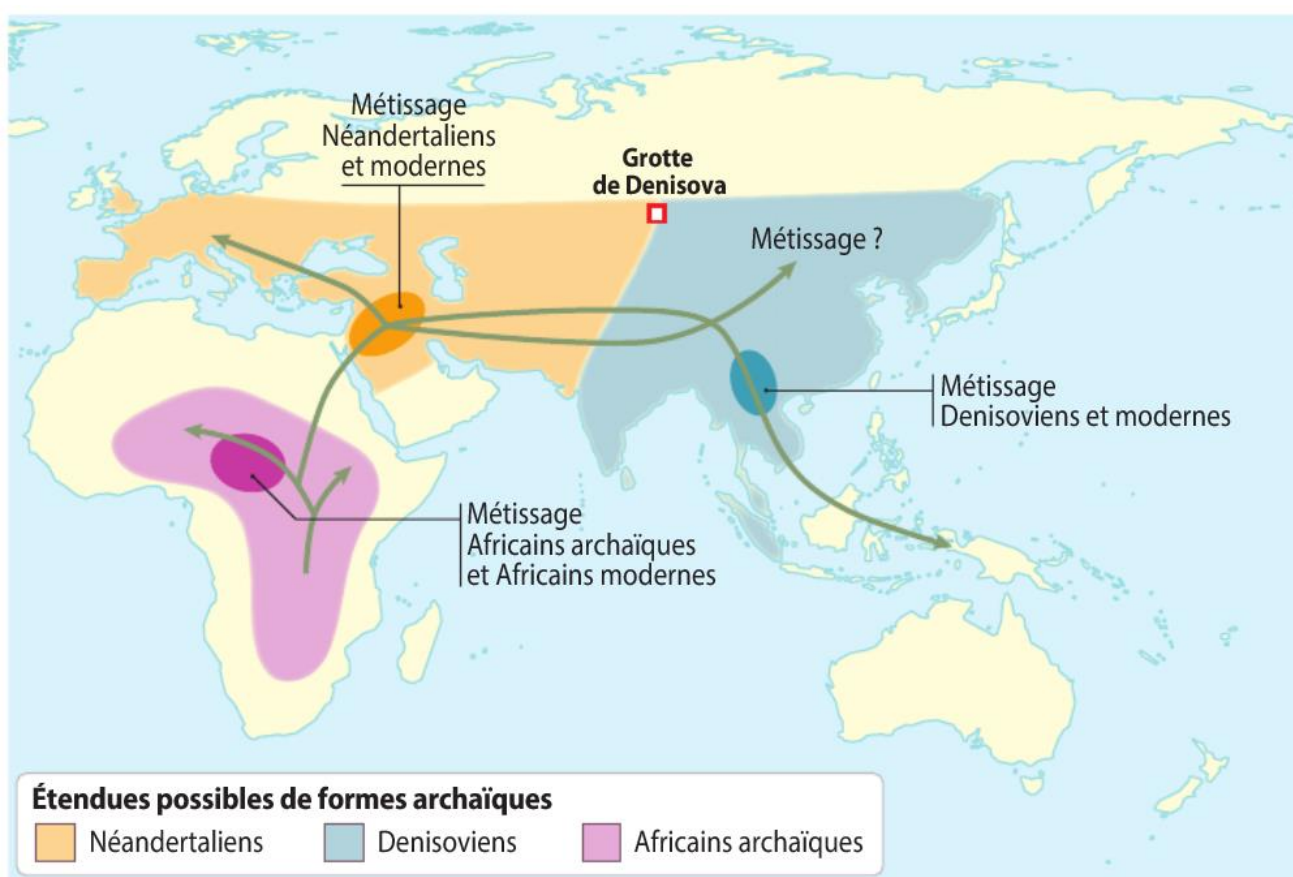 Métissage
Néandertaliens
et modernes
Grotte
de Denisova
Métissage ?
Métissage
Denisoviens et modernes
Métissage
Africains archaïques
et Africains modernes
Étendues possibles de formes archaïques
Néandertaliens
Denisoviens
Africains archaïques